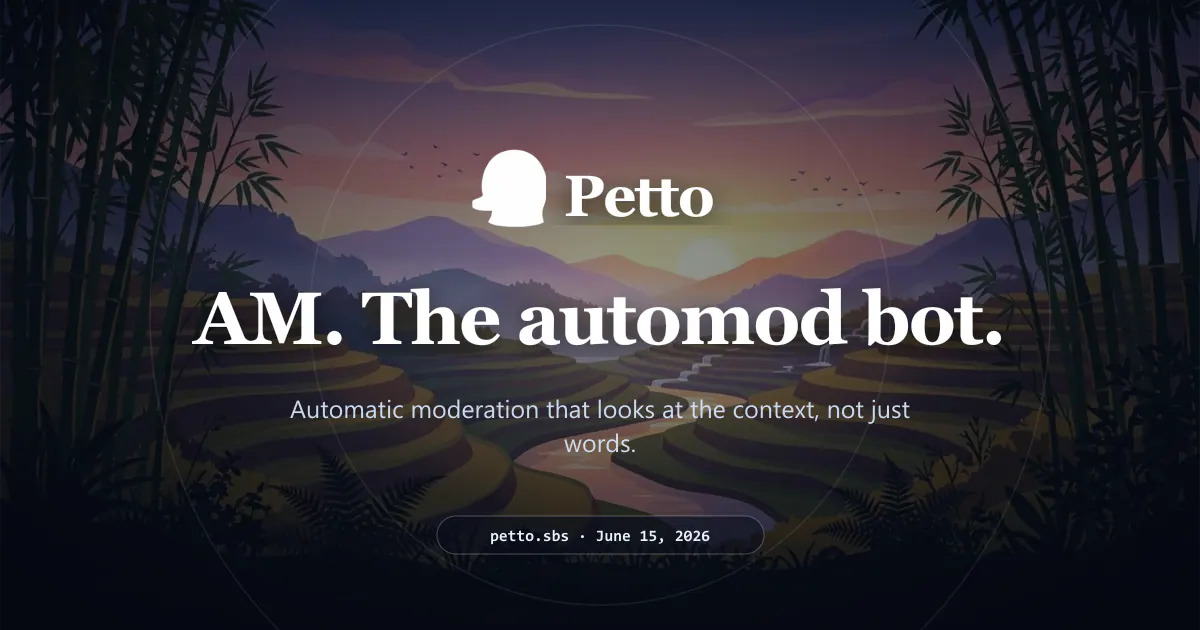 Petto
AM. The automod bot.
Automatic moderation that looks at the context, not just
words.
petto.sbs · June 15, 2026